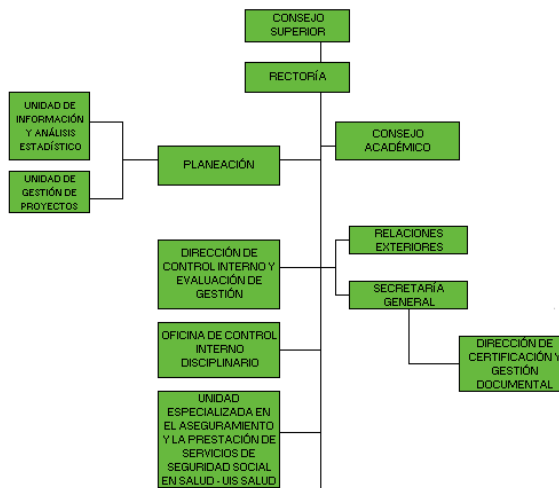 CONSEJO
SUPERIOR
RECTORÍA
UNIDAD DE
INFORMACIÓN
Y ANÁLISIS
ESTADÍSTICO
CONSEJO
ACADÉMICO
PLANEACIÓN
UNIDAD DE
GESTIÓN DE
PROYECTOS
RELACIONES
EXTERIORES
DIRECCIÓN DE
CONTROL INTERNO Y
EVALUACIÓN DE
GESTIÓN
SECRETARÍA
GENERAL
OFICINA DE CONTROL
INTERNO
DISCIPLINARIO
DIRECCIÓN DE
CERTIFICACIÓN Y
GESTIÓN
DOCUMENTAL
UNIDAD
ESPECIALIZADA EN
EL ASEGURAMIENTO
Y LA PRESTACIÓN DE
SERVICIOS DE
SEGURIDAD SOCIAL
EN SALUD - UIS SALUD